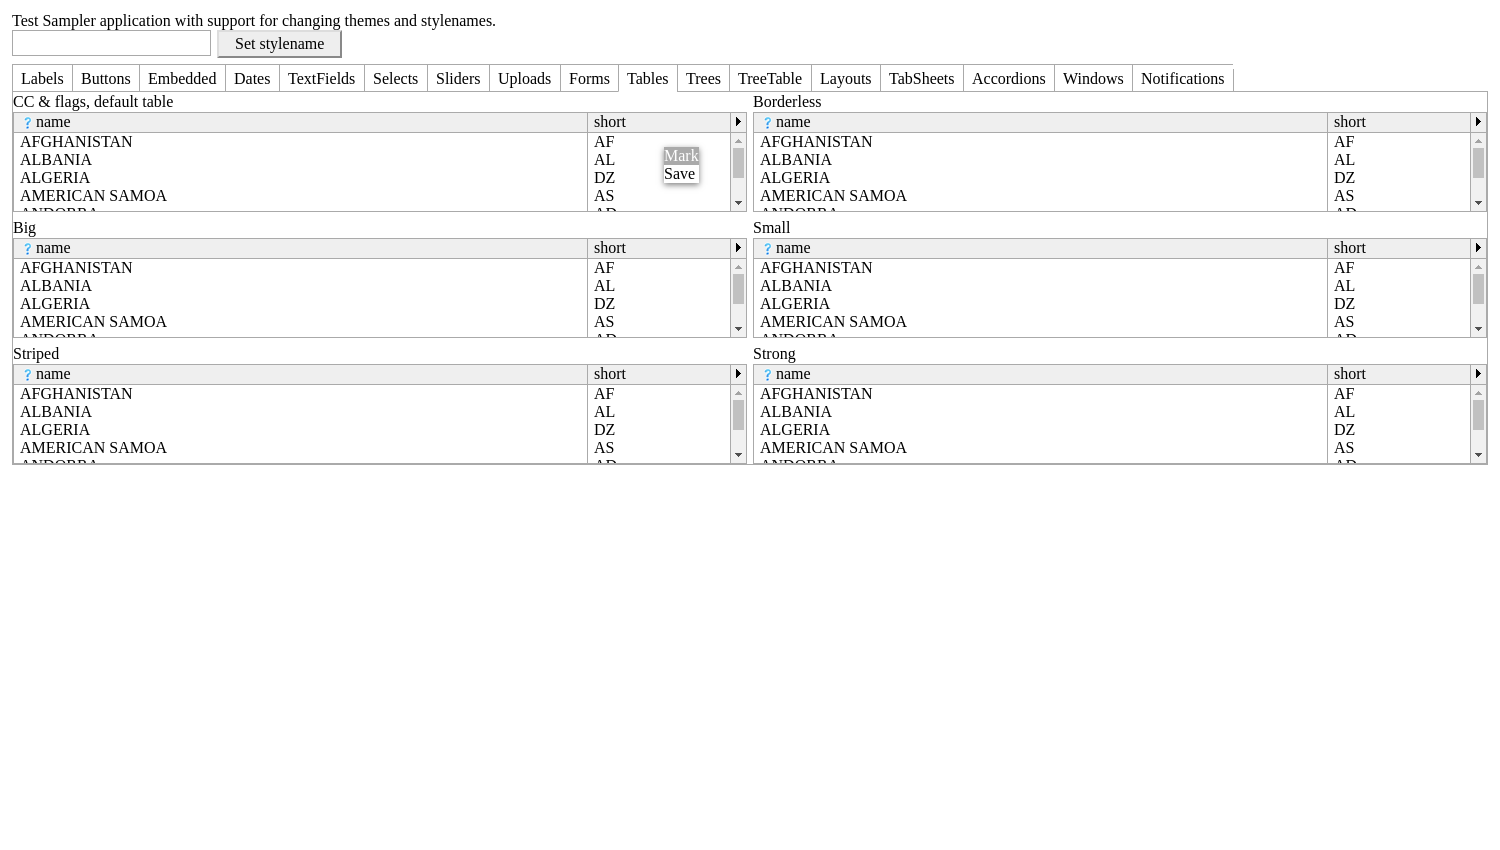 Test Sampler application with support for changing themes and stylenames.
Set stylename
Labels Buttons Embedded Dates TextFields Selects Sliders Uploads Forms Tables Trees TreeTable Layouts TabSheets Accordions Windows Notifications
CC & flags, default table
name short
AFGHANISTAN AF
ALBANIA AL
ALGERIA DZ
AMERICAN SAMOA AS
Mark
Save
Borderless
name short
AFGHANISTAN AF
ALBANIA AL
ALGERIA DZ
AMERICAN SAMOA AS
Big
name short
AFGHANISTAN AF
ALBANIA AL
ALGERIA DZ
AMERICAN SAMOA AS
Small
name short
AFGHANISTAN AF
ALBANIA AL
ALGERIA DZ
AMERICAN SAMOA AS
Striped
name short
AFGHANISTAN AF
ALBANIA AL
ALGERIA DZ
AMERICAN SAMOA AS
Strong
name short
AFGHANISTAN AF
ALBANIA AL
ALGERIA DZ
AMERICAN SAMOA AS